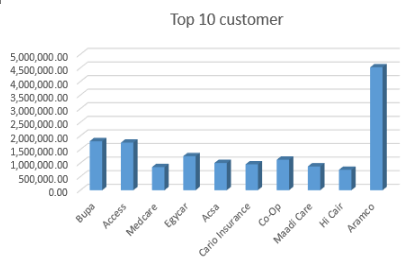 Top 10 customer
5,000,000.00
4,500,000.00
4,000,000.00
3,500,000.00
3,000,000.00
2,500,000.00
2,000,000.00
1,500,000.00
1,000,000.00
500,000.00
0.00
Bupa
Access
Medcare
Egycar
Acsa
Cario Insurance
Co-Op
Maadi Care
Hi Cair
Aramco